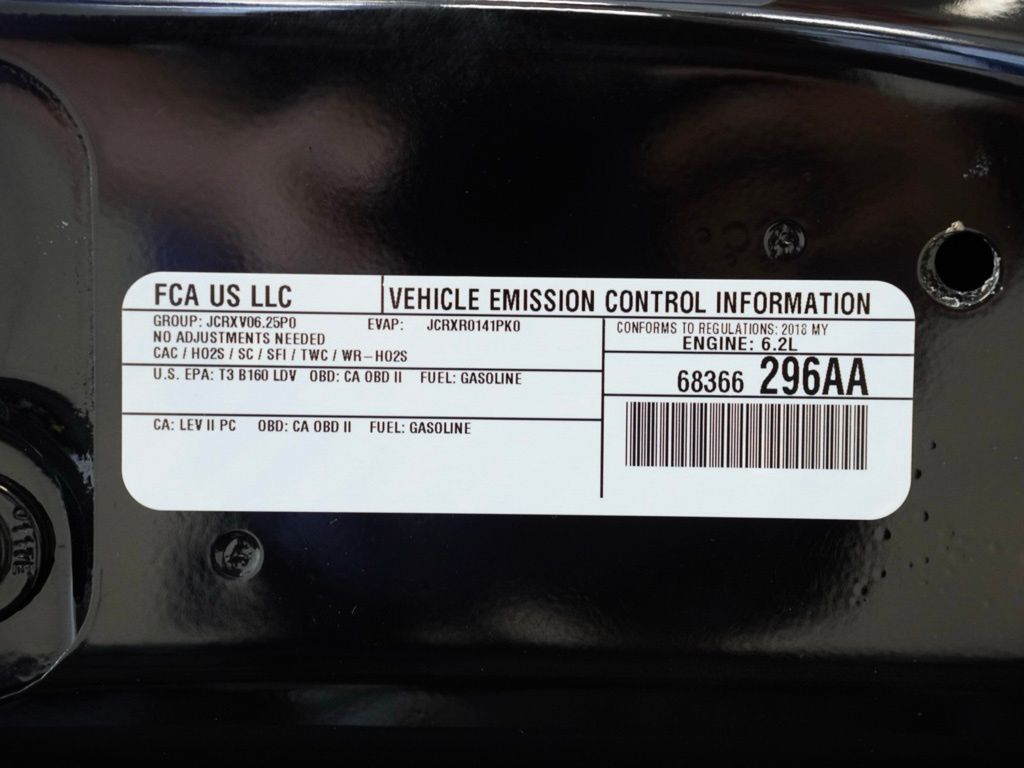 FCA US LLC
VEHICLE EMISSION CONTROL INFORMATION
GROUP: JCRXV06.25P0 EVAP: JCRXR0141PK0
NO ADJUSTMENTS NEEDED
CAC / HO2S / SC / SFI / TWC / WR-HO2S
U.S. EPA: T3 B160 LDV OBD: CA OBD II FUEL: GASOLINE
CA: LEV II PC OBD: CA OBD II FUEL: GASOLINE
CONFORMS TO REGULATIONS: 2018 MY
ENGINE: 6.2L
68366 296AA